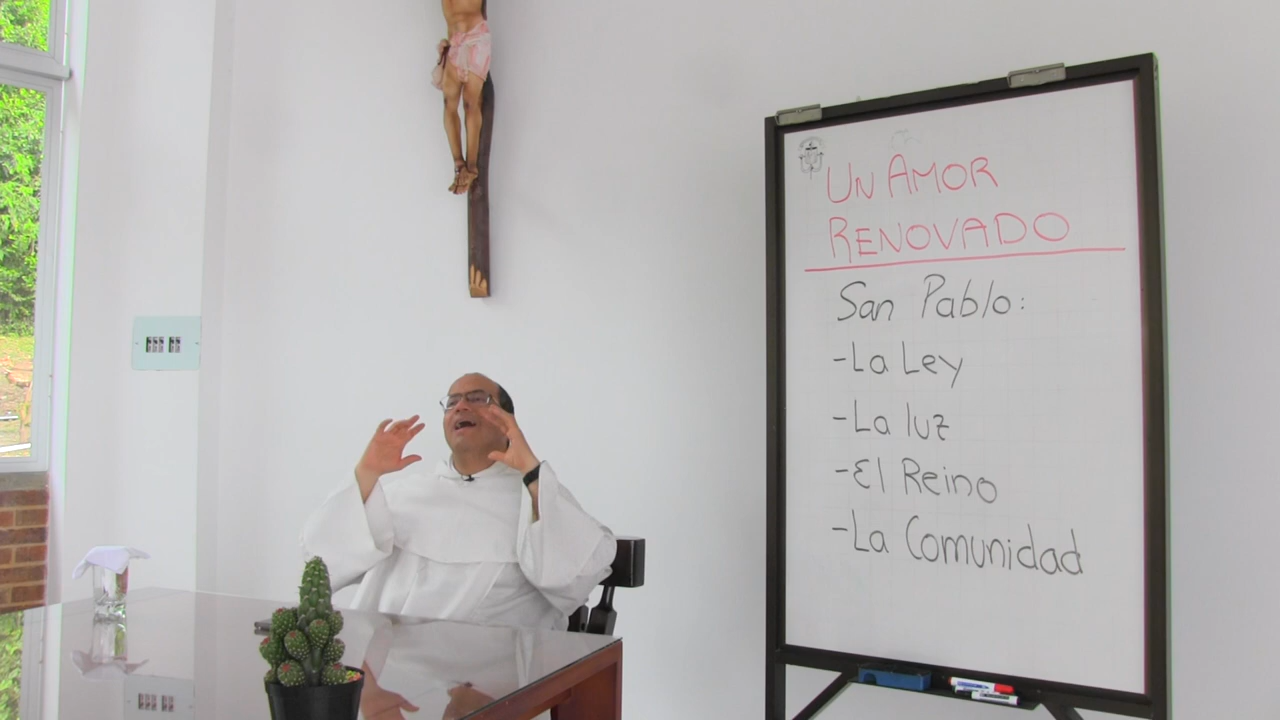 UN AMOR
RENOVADO
San Pablo:
-La Ley
-La luz
-El Reino
-La Comunidad